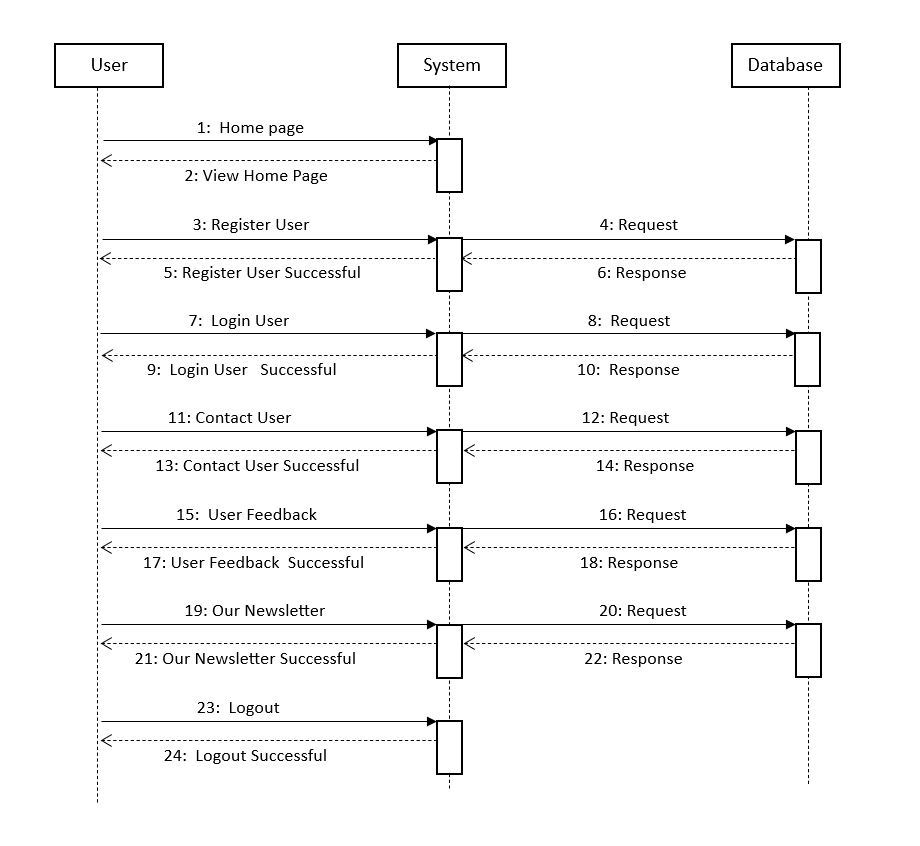 User
System
Database
1:  Home page
2: View Home Page
3: Register User
4: Request
5: Register User Successful
6: Response
7:  Login User
8:  Request
9:  Login User   Successful
10:  Response
11: Contact User
12: Request
13: Contact User Successful
14: Response
15:  User Feedback
16: Request
17: User Feedback  Successful
18: Response
19: Our Newsletter
20: Request
21: Our Newsletter Successful
22: Response
23:  Logout
24:  Logout Successful